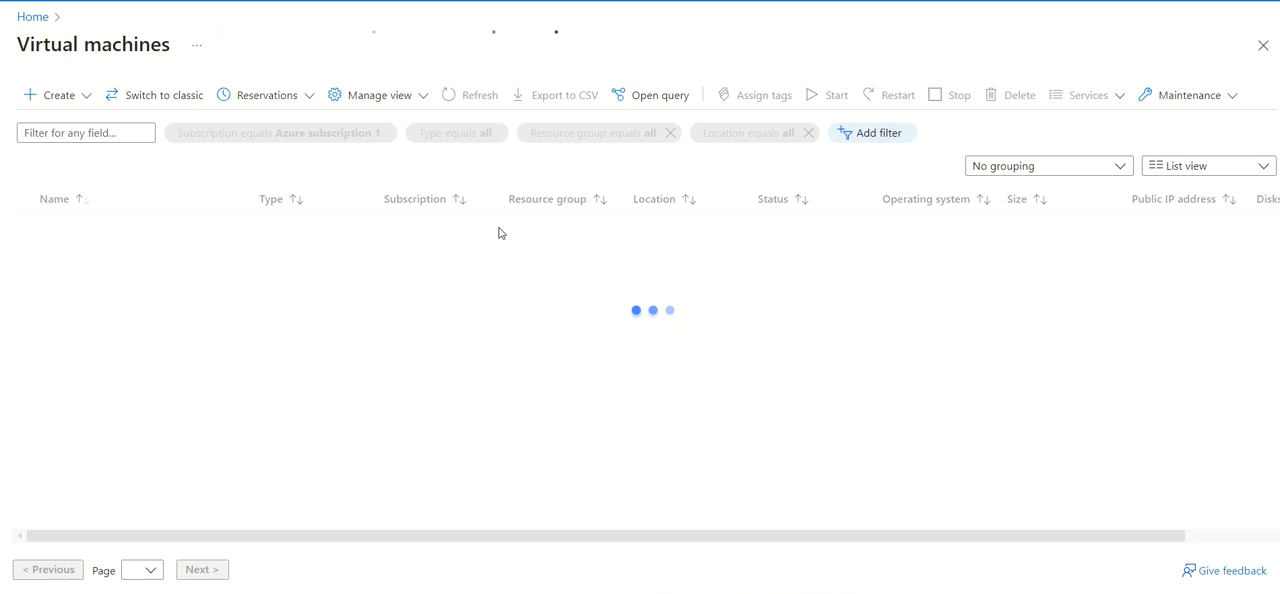 Home
Virtual machines
Create Switch to classic Reservations Manage view Refresh Export to CSV Open query Assign tags Start Restart Stop Delete Services Maintenance
Filter for any field... Subscription equals Azure subscription 1 Type equals all Resource group equals all Location equals all Add filter
No grouping List view
Name Type Subscription Resource group Location Status Operating system Size Public IP address Disks
< Previous Page Next > Give feedback